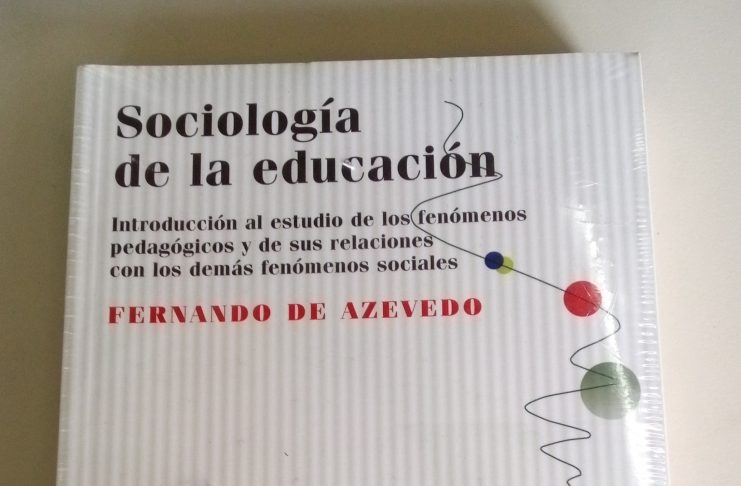 Sociología
de la educación
Introducción al estudio de los fenómenos
pedagógicos y de sus relaciones
con los demás fenómenos sociales
FERNANDO DE AZEVEDO